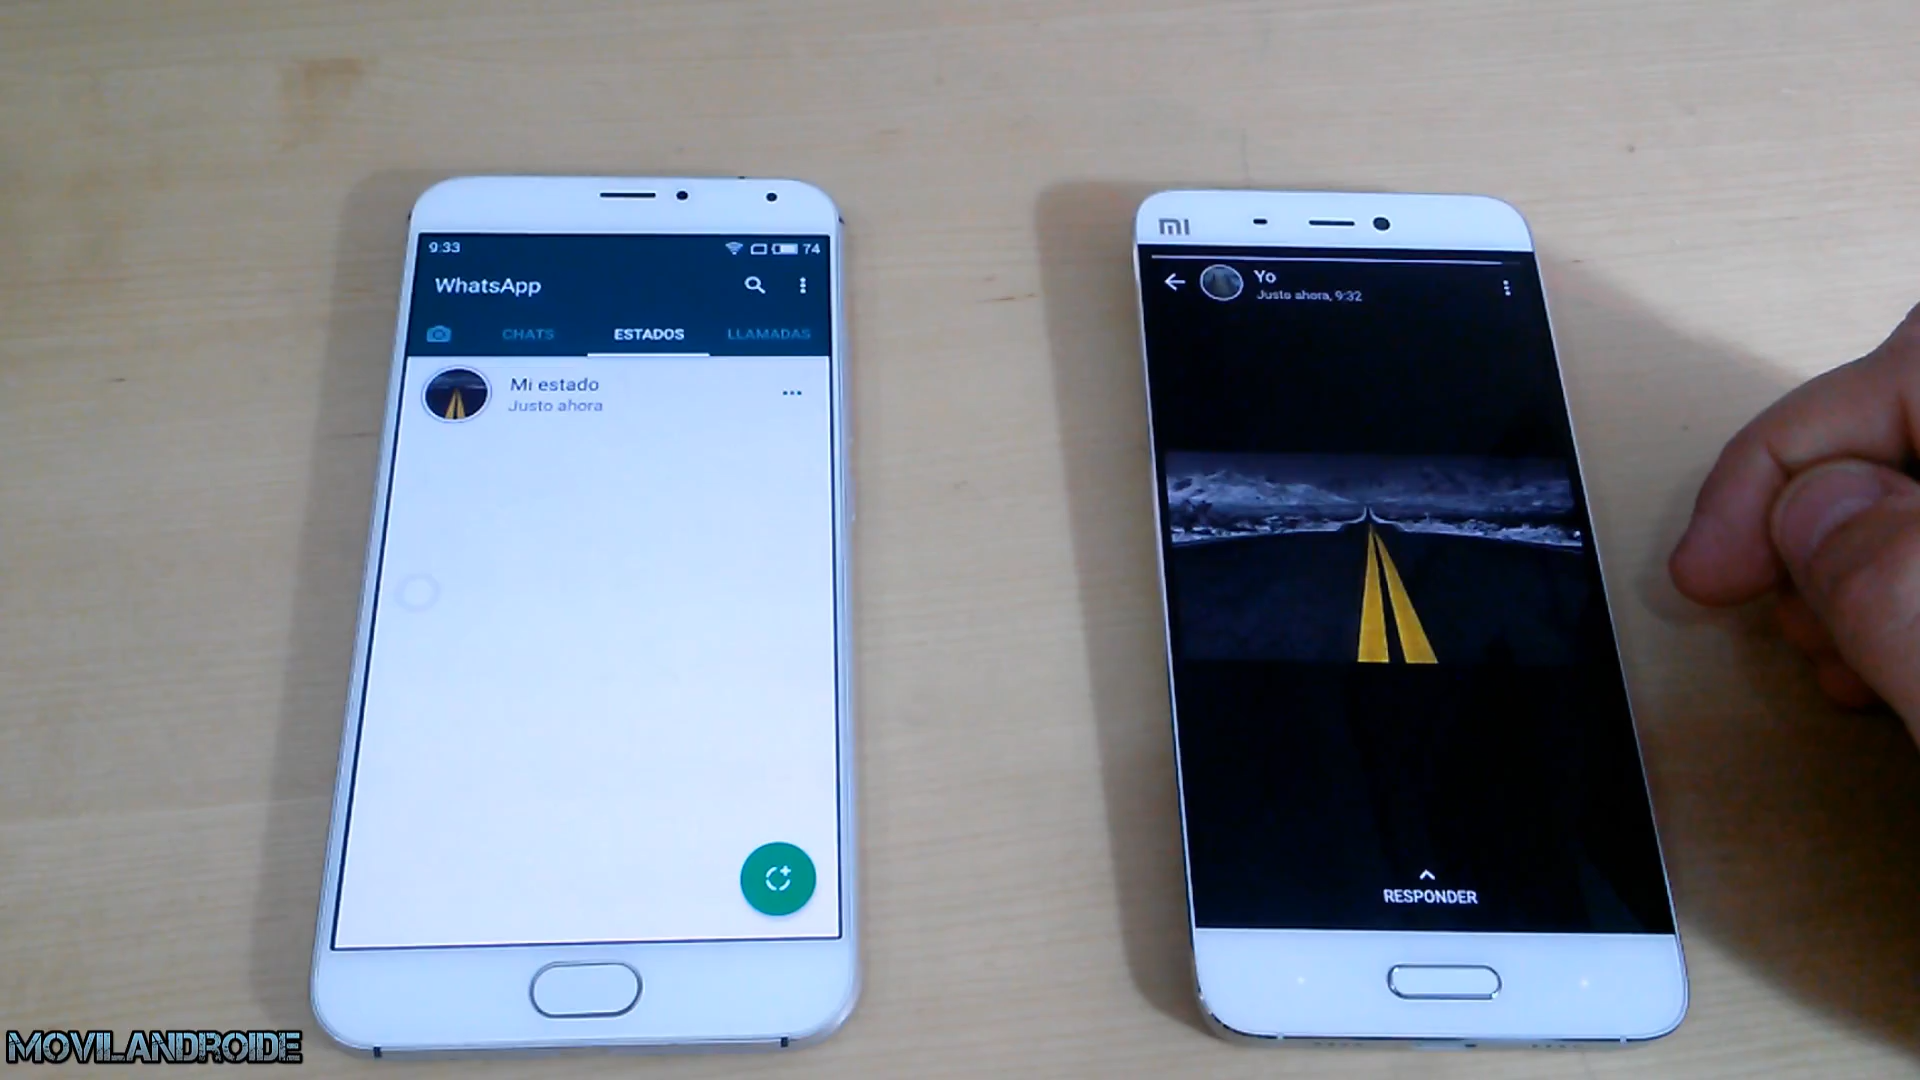 9:33
74
WhatsApp
CHATS
ESTADOS
LLAMADAS
Mi estado
Justo ahora
MI
Yo
Justo ahora, 9:32
RESPONDER
MOVILANDROIDE